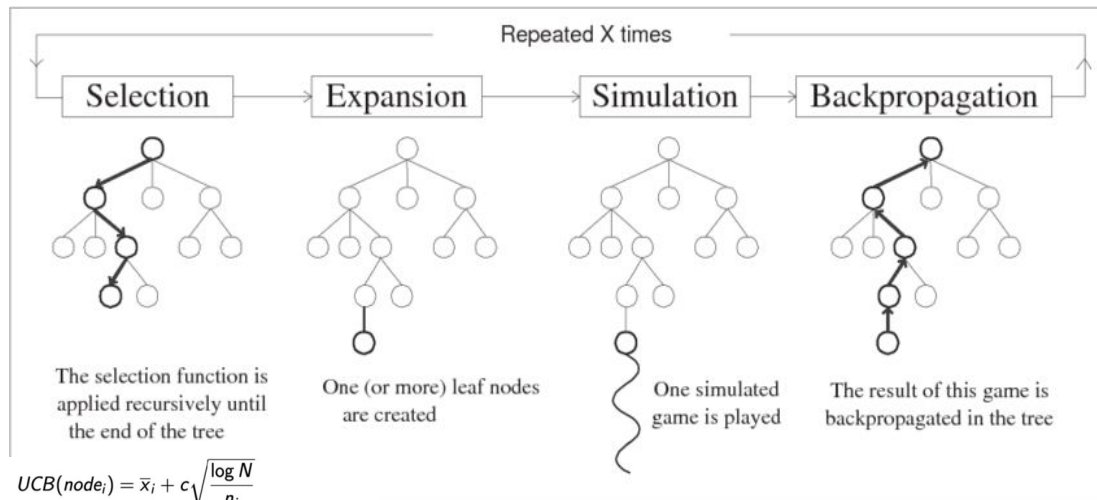 Repeated X times
Selection
Expansion
Simulation
Backpropagation
The selection function is
applied recursively until
the end of the tree
One (or more) leaf nodes
are created
One simulated
game is played
The result of this game is
backpropagated in the tree
UCB(node_i) = x̄_i + c√(log N / n_i)